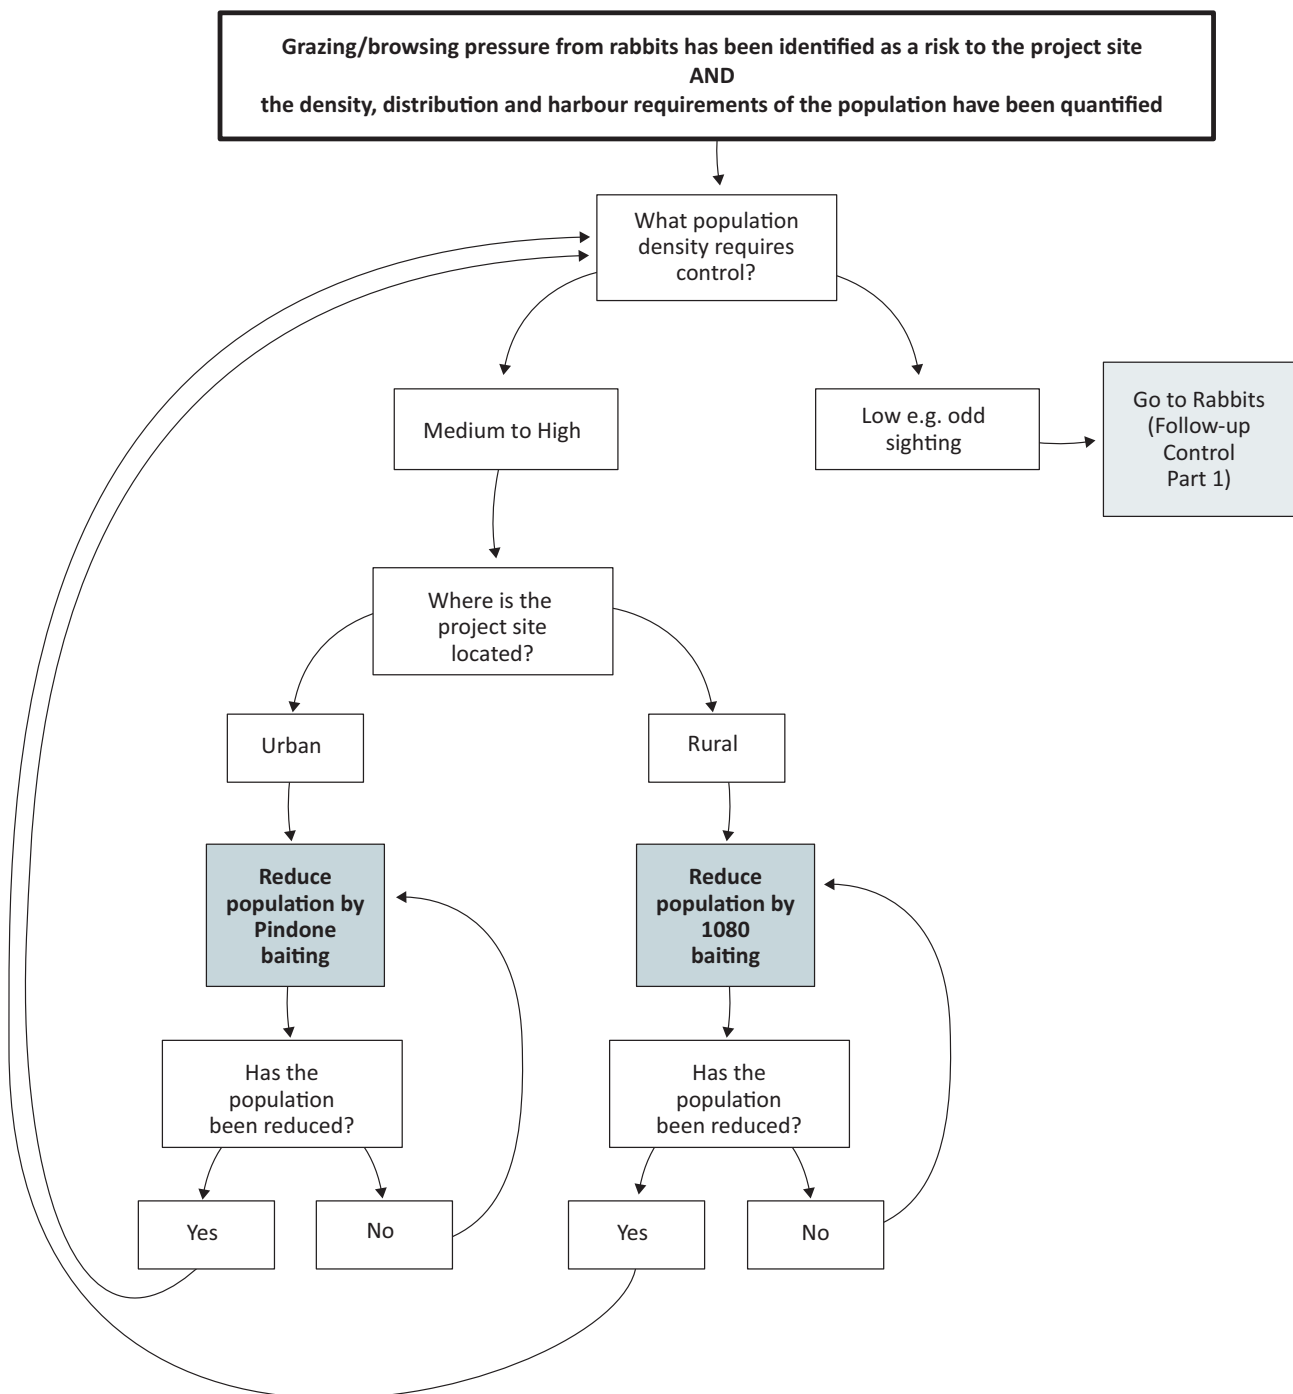 Grazing/browsing pressure from rabbits has been identified as a risk to the project site
AND
the density, distribution and harbour requirements of the population have been quantified
What population
density requires
control?
Medium to High
Low e.g. odd
sighting
Go to Rabbits
(Follow-up
Control
Part 1)
Where is the
project site
located?
Urban
Rural
Reduce
population by
Pindone
baiting
Reduce
population by
1080
baiting
Has the
population
been reduced?
Has the
population
been reduced?
Yes
No
Yes
No